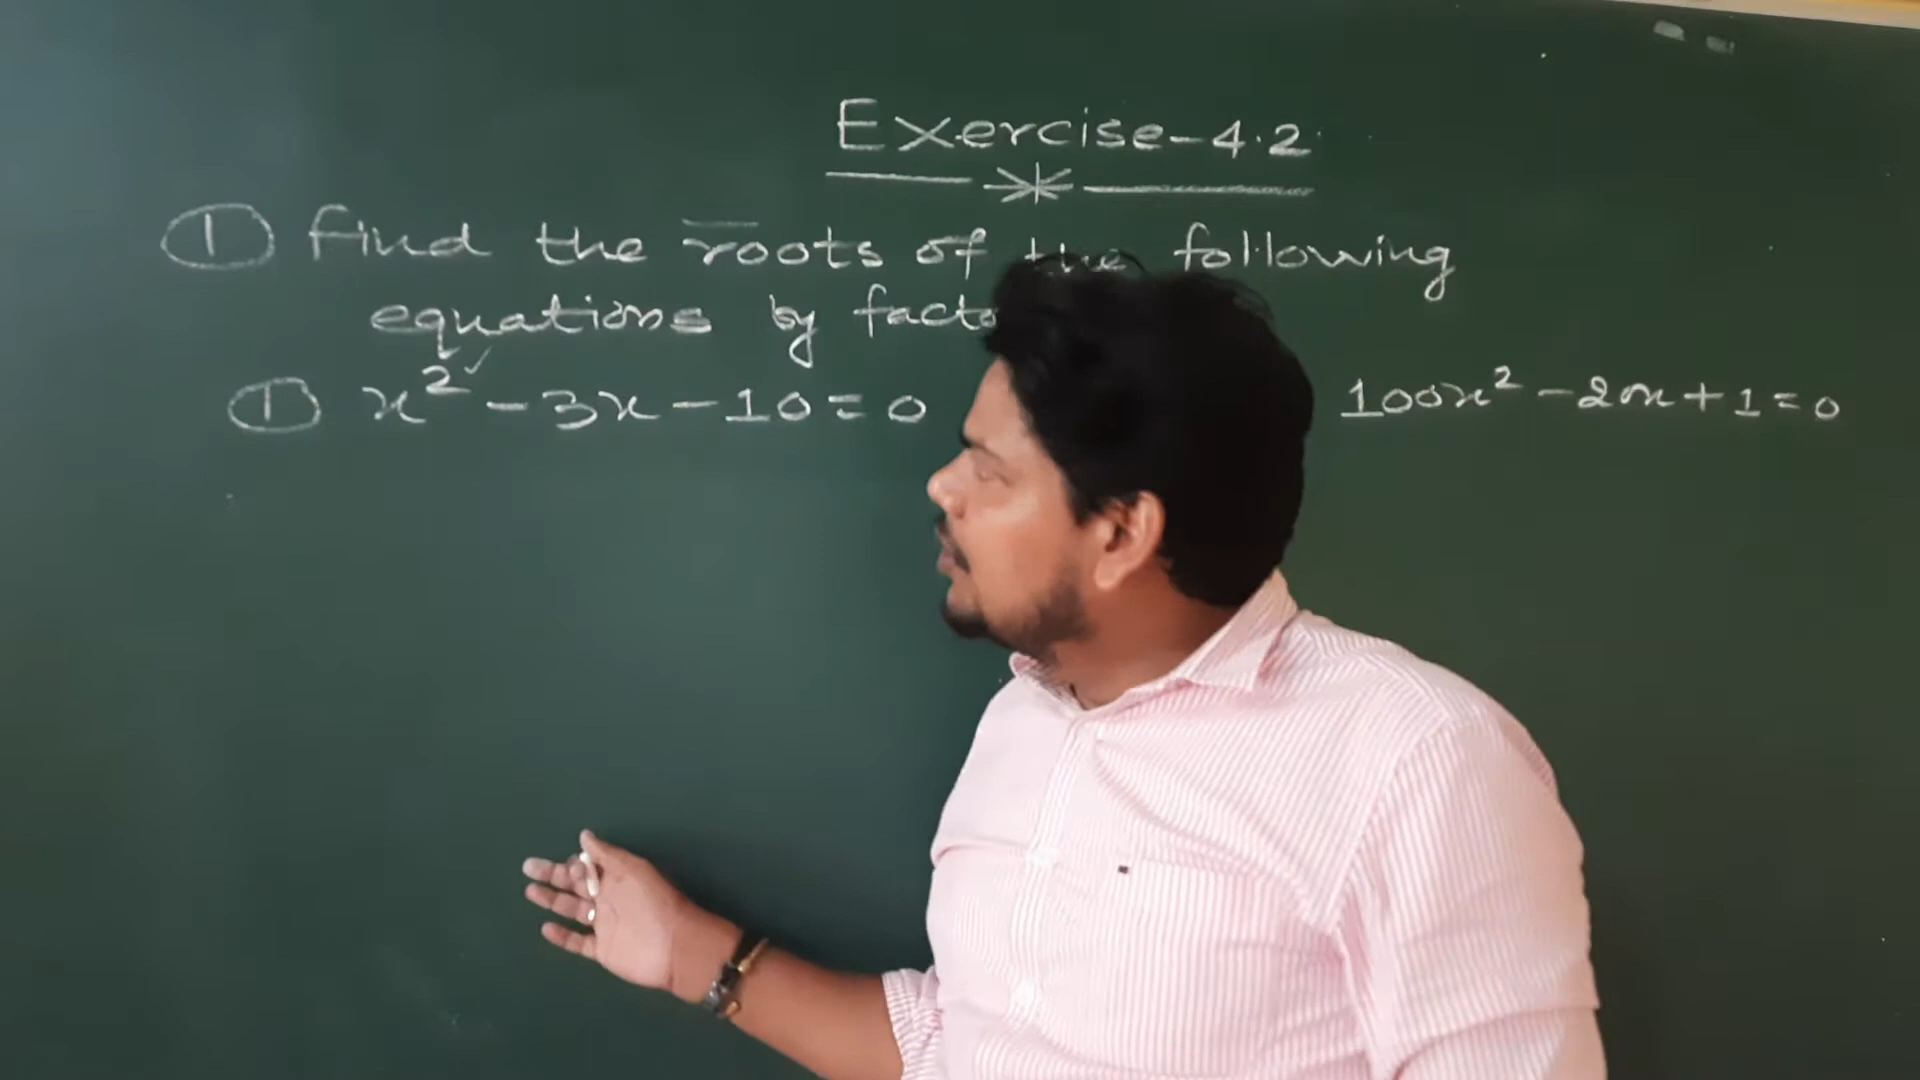 Exercise-4.2
① Find the roots of the following
equations by facto
① x² - 3x - 10 = 0
100x² - 20x + 1 = 0